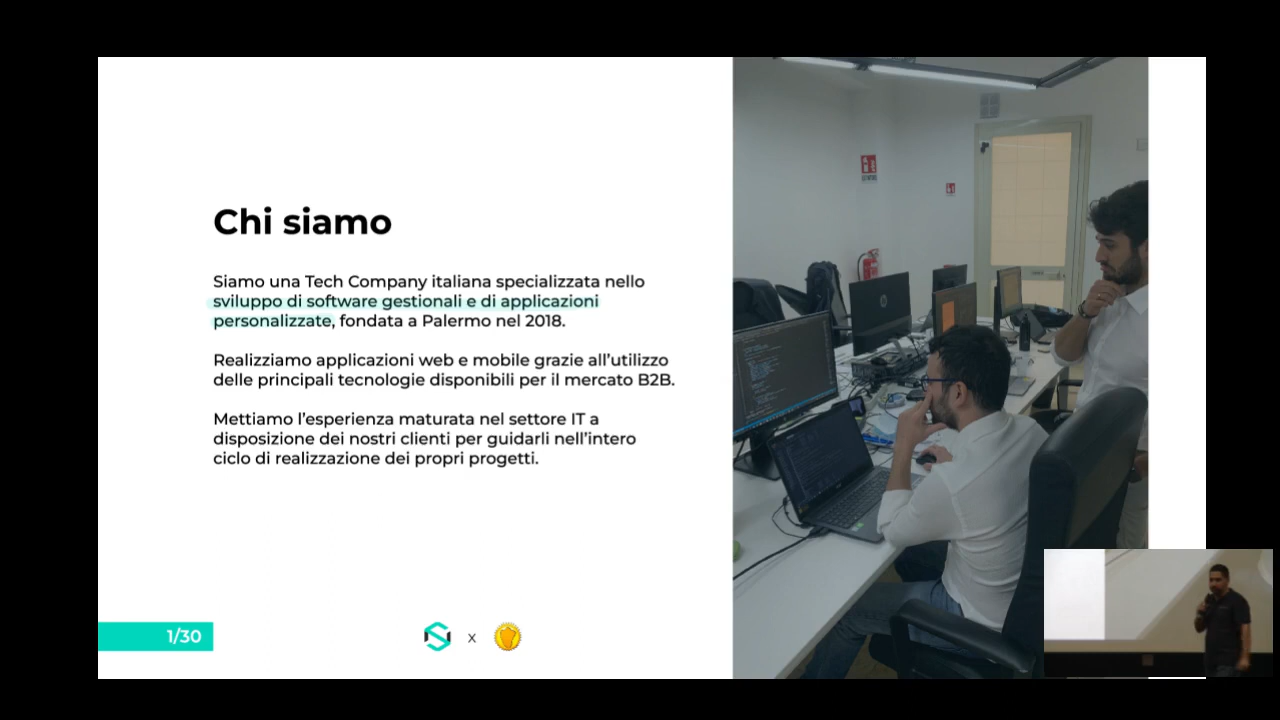 Chi siamo
Siamo una Tech Company italiana specializzata nello
sviluppo di software gestionali e di applicazioni
personalizzate, fondata a Palermo nel 2018.
Realizziamo applicazioni web e mobile grazie all’utilizzo
delle principali tecnologie disponibili per il mercato B2B.
Mettiamo l’esperienza maturata nel settore IT a
disposizione dei nostri clienti per guidarli nell’intero
ciclo di realizzazione dei propri progetti.
1/30
x